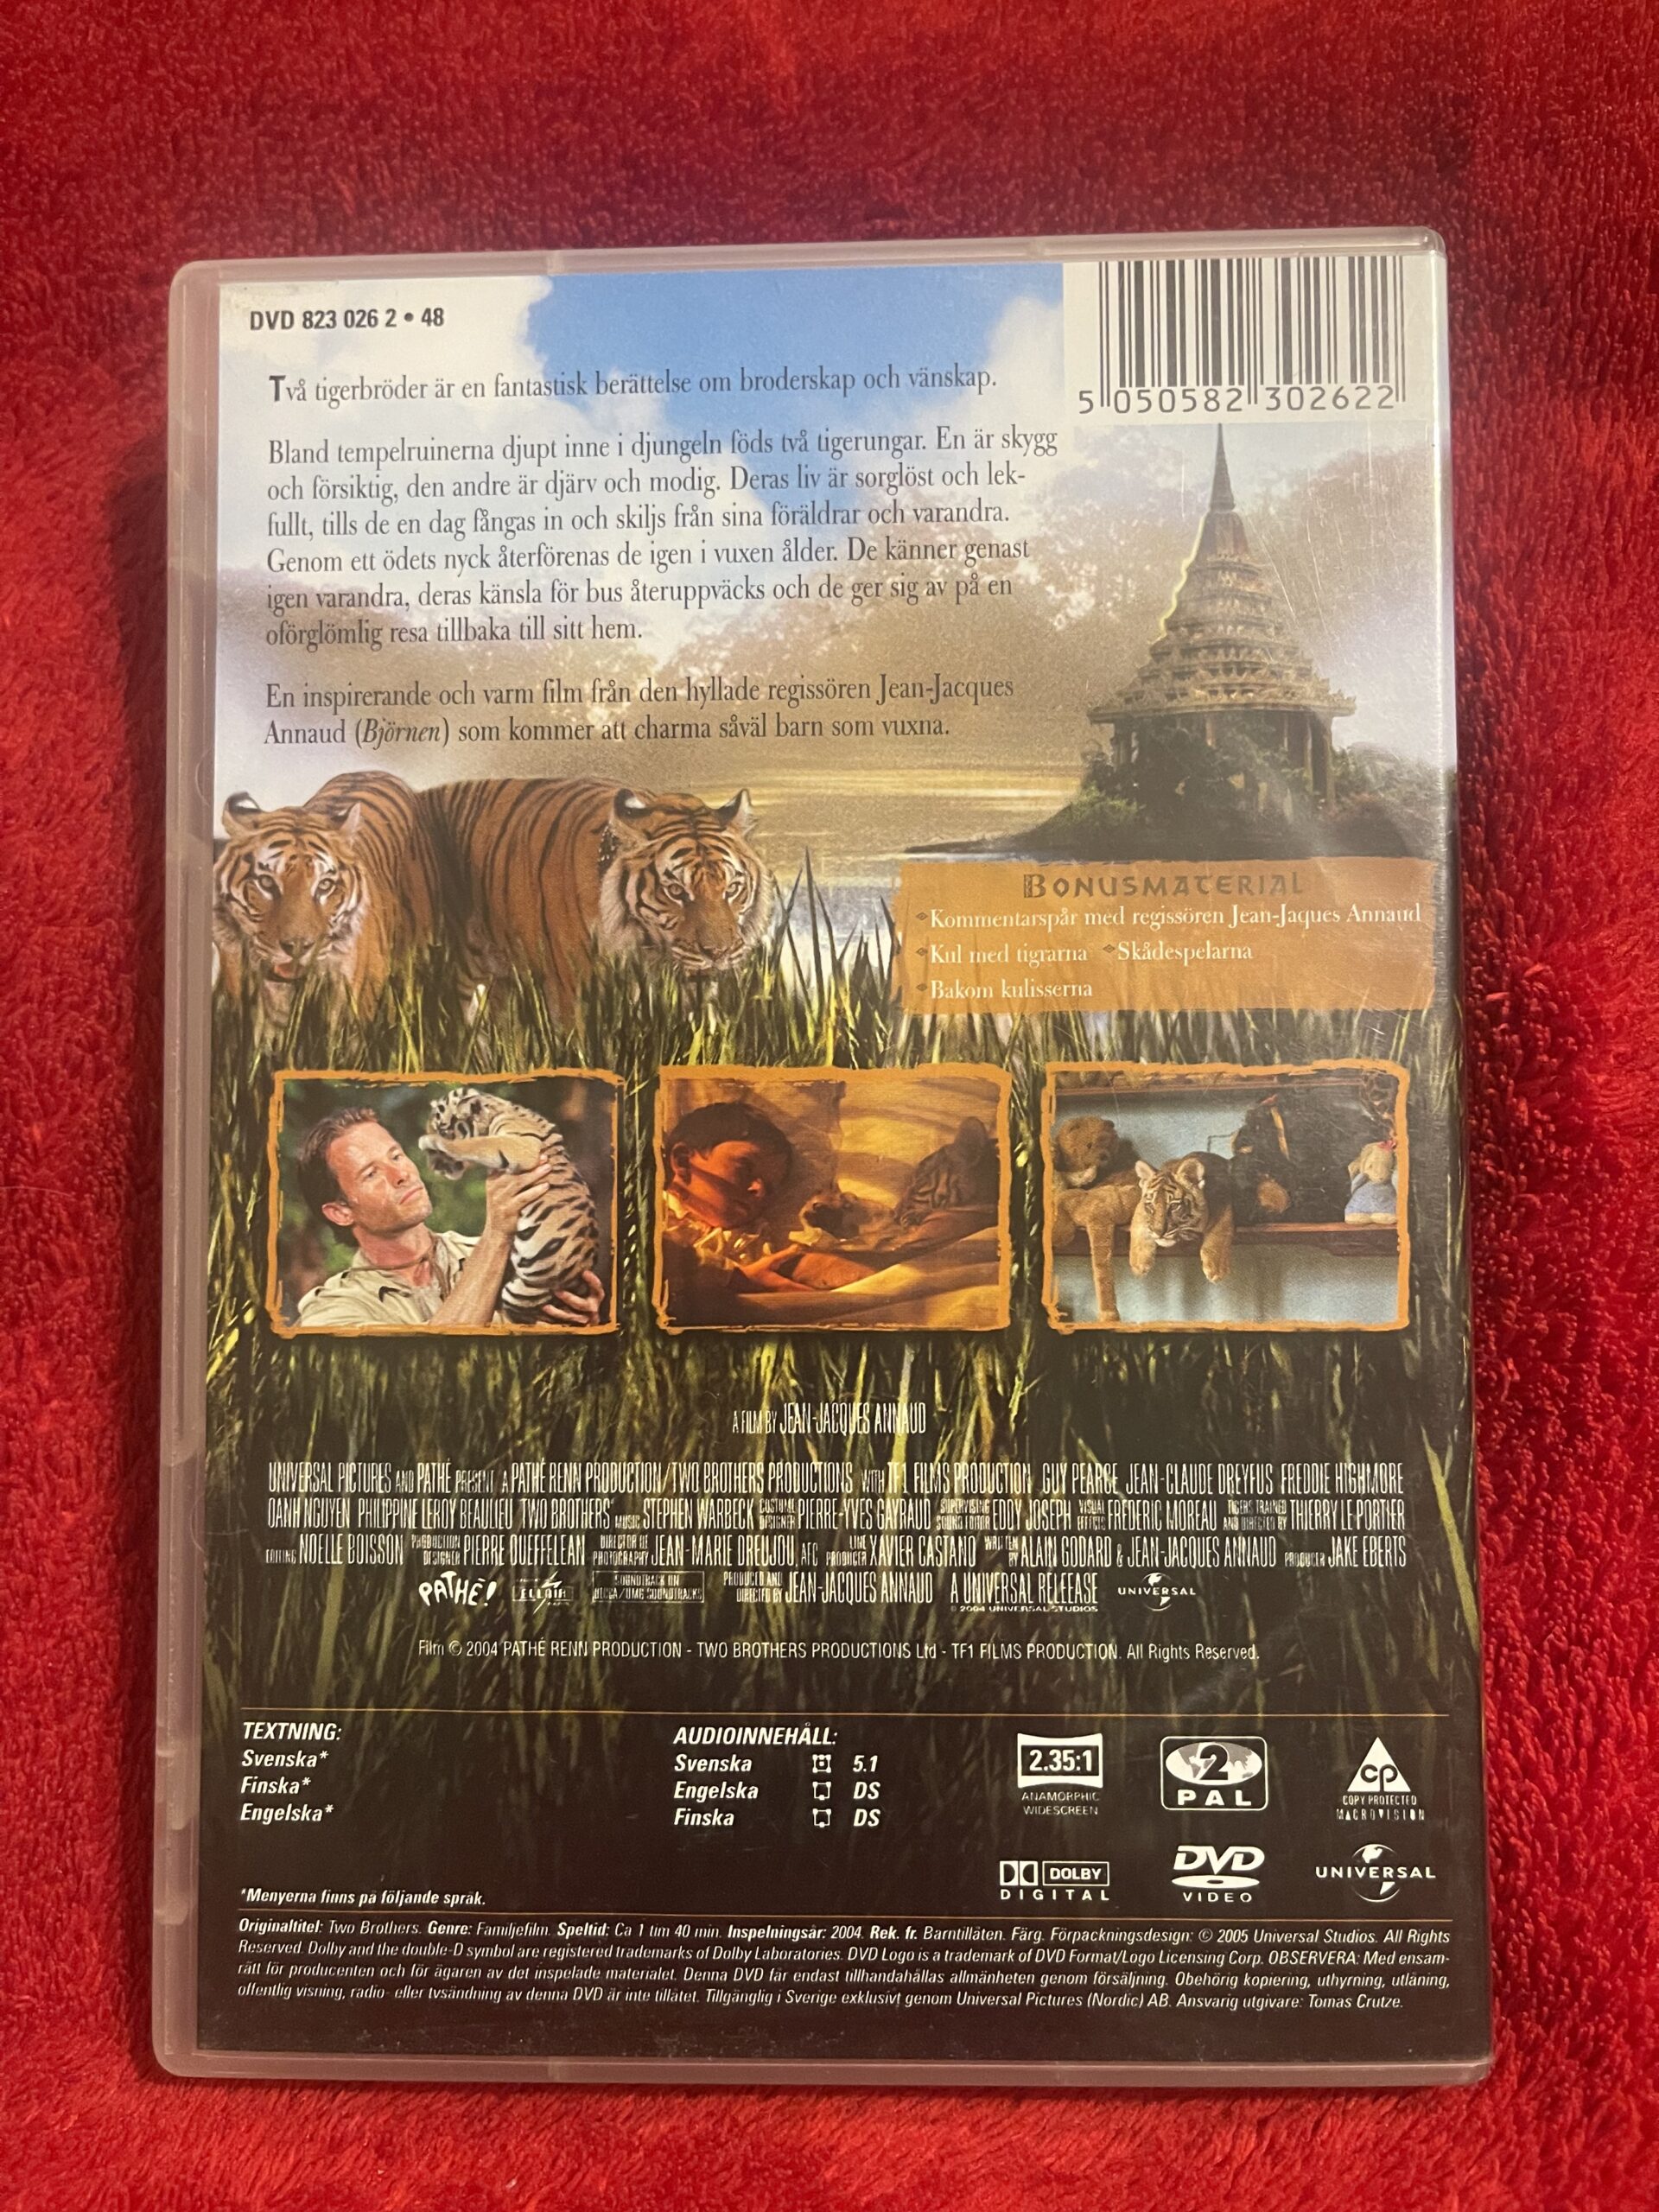 DVD 823 026 2 • 48
5 050582 302622
Två tigerbröder är en fantastisk berättelse om broderskap och vänskap.
Bland tempelruinerna djupt inne i djungeln föds två tigerungar. En är skygg
och försiktig, den andre är djärv och modig. Deras liv är sorglöst och lek-
fullt, tills de en dag fångas in och skiljs från sina föräldrar och varandra.
Genom ett ödets nyck återförenas de igen i vuxen ålder. De känner genast
igen varandra, deras känsla för bus återuppväcks och de ger sig av på en
oförglömlig resa tillbaka till sitt hem.
En inspirerande och varm film från den hyllade regissören Jean-Jacques
Annaud (Björnen) som kommer att charma såväl barn som vuxna.
BONUSMATERIAL
Kommentarspår med regissören Jean-Jaques Annaud
Kul med tigrarna Skådespelarna
Bakom kulisserna
A FILM BY JEAN-JACQUES ANNAUD
UNIVERSAL PICTURES AND PATHÉ PRESENT A PATHÉ RENN PRODUCTION/TWO BROTHERS PRODUCTIONS WITH TF1 FILMS PRODUCTION GUY PEARCE JEAN-CLAUDE DREYFUS FREDDIE HIGHMORE
OANH NGUYEN PHILIPPINE LEROY BEAULIEU "TWO BROTHERS" MUSIC STEPHEN WARBECK COSTUME DESIGNER PIERRE-YVES GAYRAUD SUPERVISING SOUND EDITOR EDDY JOSEPH VISUAL EFFECTS FREDERIC MOREAU TIGERS TRAINED AND DIRECTED BY THIERRY LE PORTIER
EDITING NOËLLE BOISSON PRODUCTION DESIGNER PIERRE QUEFFELEAN DIRECTOR OF PHOTOGRAPHY JEAN-MARIE DREUJOU, AFC LINE PRODUCER XAVIER CASTANO WRITTEN BY ALAIN GODARD & JEAN-JACQUES ANNAUD PRODUCER JAKE EBERTS
PATHÉ! SOUNDTRACK ON DECCA/UMG SOUNDTRACKS PRODUCED AND DIRECTED BY JEAN-JACQUES ANNAUD A UNIVERSAL RELEEASE UNIVERSAL
© 2004 UNIVERSAL STUDIOS
Film © 2004 PATHÉ RENN PRODUCTION - TWO BROTHERS PRODUCTIONS Ltd - TF1 FILMS PRODUCTION. All Rights Reserved.
TEXTNING:
Svenska*
Finska*
Engelska*
*Menyerna finns på följande språk.
AUDIOINNEHÅLL:
Svenska 5.1
Engelska DS
Finska DS
2.35:1
ANAMORPHIC
WIDESCREEN
2
PAL
CP
COPY PROTECTED
MACROVISION
DOLBY
DIGITAL
DVD
VIDEO
UNIVERSAL
Originaltitel: Two Brothers. Genre: Familjefilm. Speltid: Ca 1 tim 40 min. Inspelningsår: 2004. Rek. fr. Barntillåten. Färg. Förpackningsdesign: © 2005 Universal Studios. All Rights
Reserved. Dolby and the double-D symbol are registered trademarks of Dolby Laboratories. DVD Logo is a trademark of DVD Format/Logo Licensing Corp. OBSERVERA: Med ensam-
rätt för producenten och för ägaren av det inspelade materialet. Denna DVD får endast tillhandahållas allmänheten genom försäljning. Obehörig kopiering, uthyrning, utlåning,
offentlig visning, radio- eller tvsändning av denna DVD är inte tillåtet. Tillgänglig i Sverige exklusivt genom Universal Pictures (Nordic) AB. Ansvarig utgivare: Tomas Crutze.